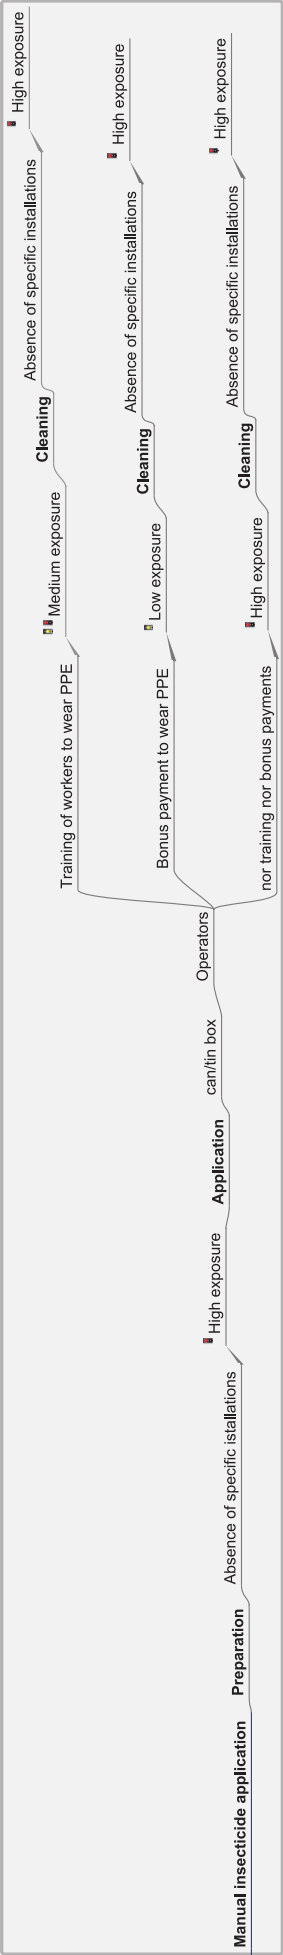 Manual insecticide application
Preparation
Absence of specific istallations
High exposure
Application
can/tin box
Operators
Training of workers to wear PPE
Medium exposure
Cleaning
Absence of specific installations
High exposure
Bonus payment to wear PPE
Low exposure
Cleaning
Absence of specific installations
High exposure
nor training nor bonus payments
High exposure
Cleaning
Absence of specific installations
High exposure